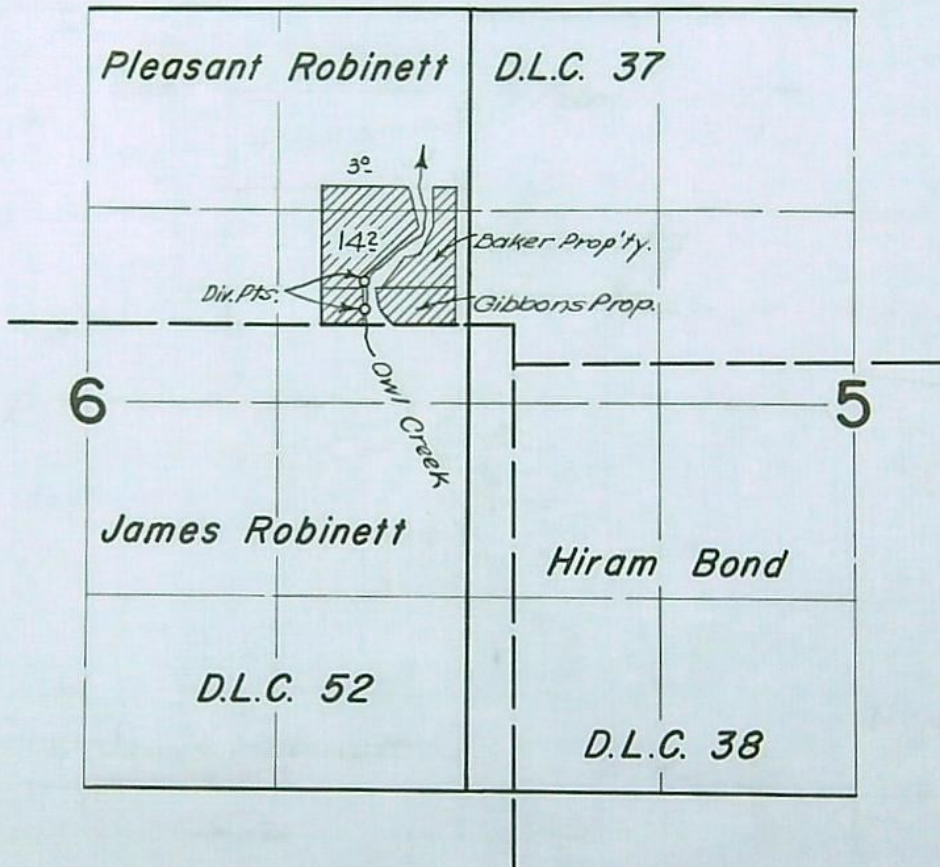 Pleasant Robinett
D.L.C. 37
3º
14²
Baker Prop'ty.
Div. Pts.
Gibbons Prop.
6
Owl Creek
5
James Robinett
Hiram Bond
D.L.C. 52
D.L.C. 38